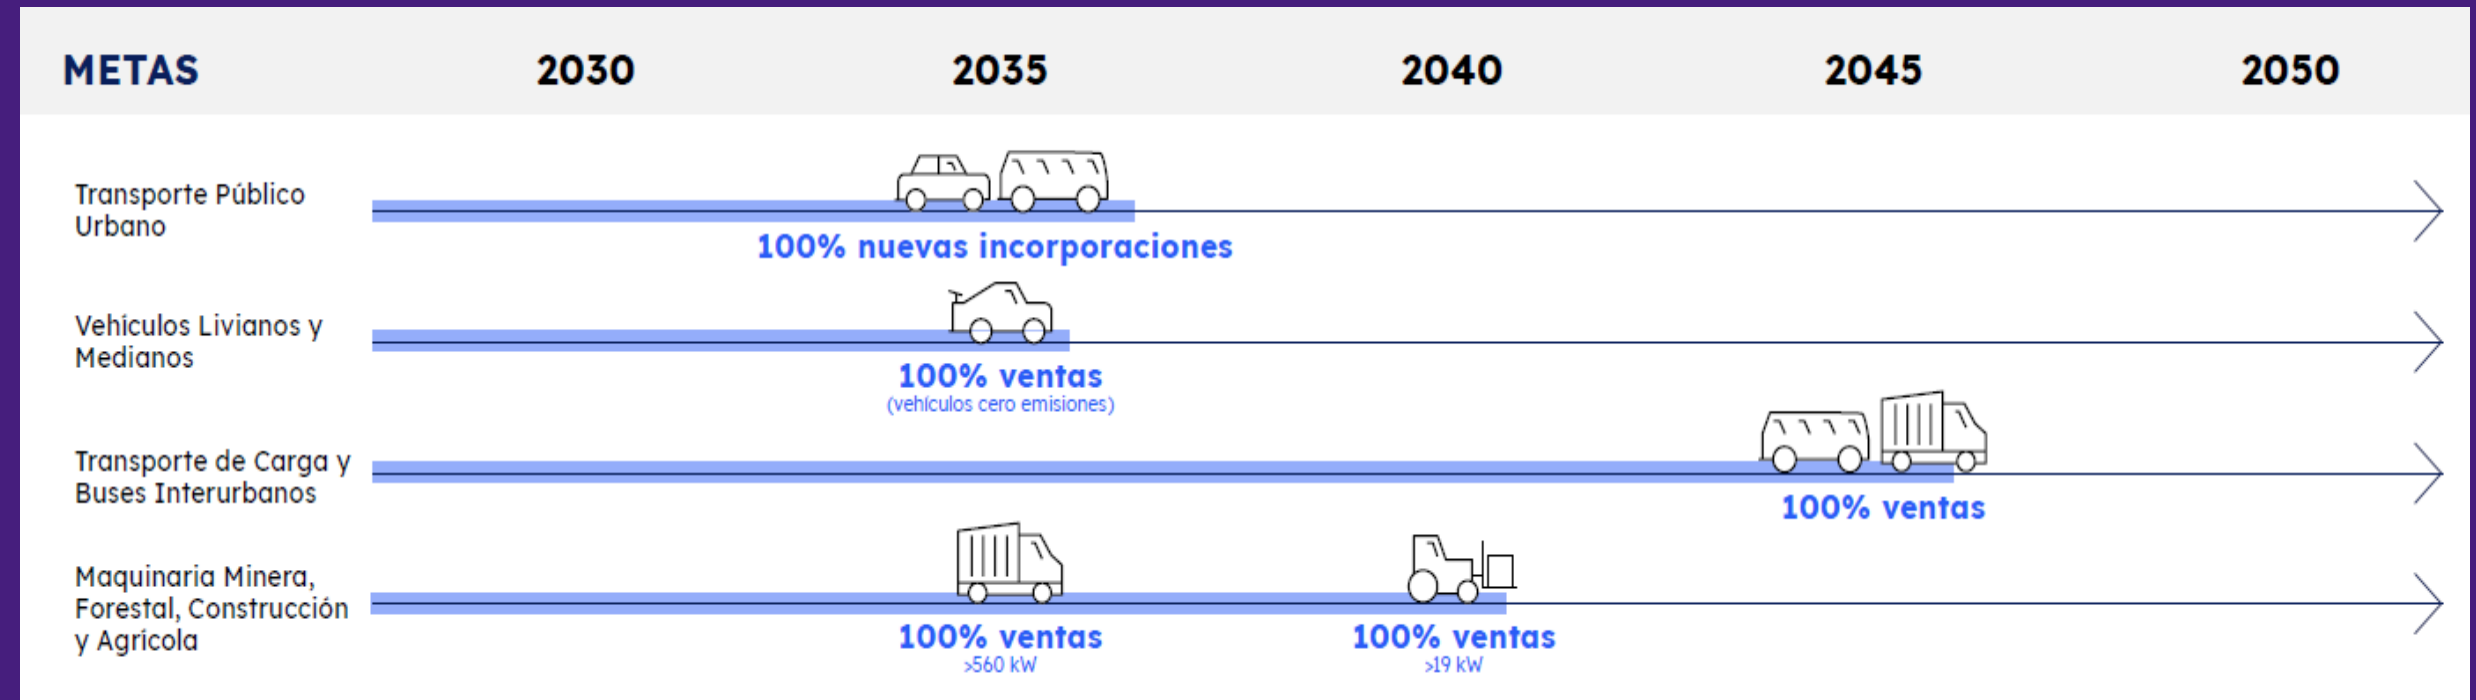 METAS 2030 2035 2040 2045 2050
Transporte Público
Urbano
100% nuevas incorporaciones
Vehículos Livianos y
Medianos
100% ventas
(vehículos cero emisiones)
Transporte de Carga y
Buses Interurbanos
100% ventas
Maquinaria Minera,
Forestal, Construcción
y Agrícola
100% ventas
>560 kW
100% ventas
>19 kW